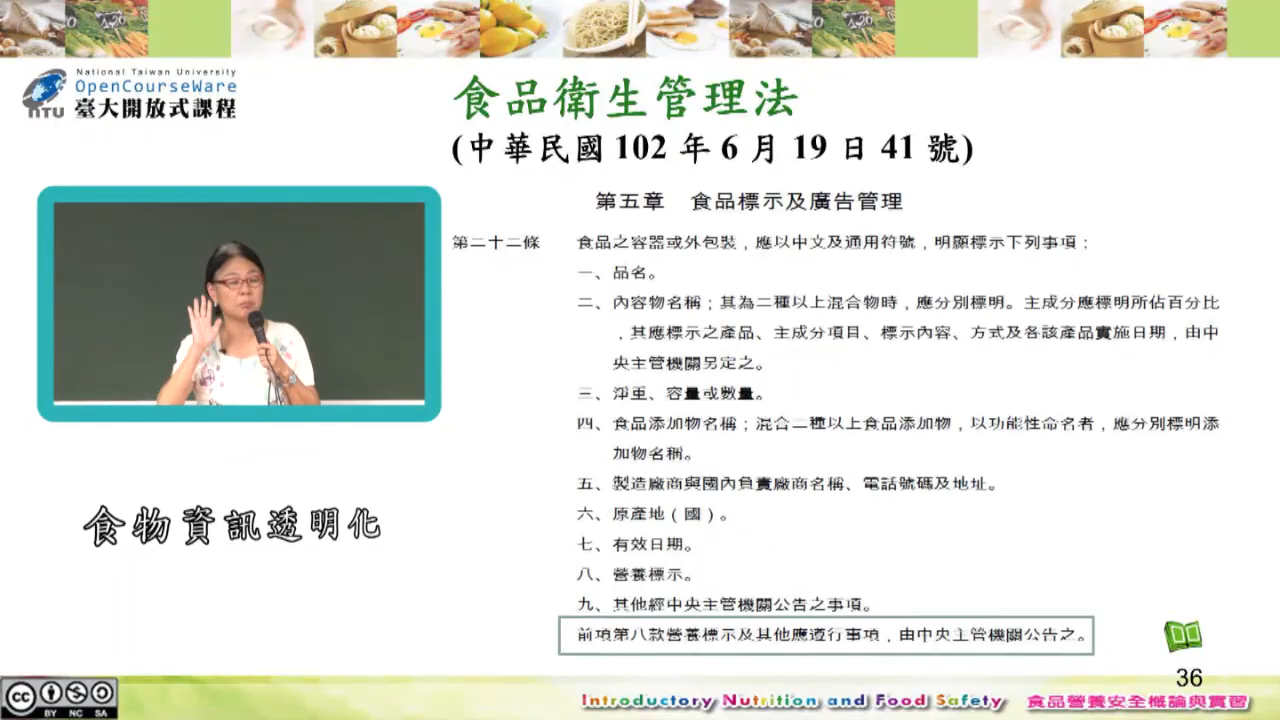 National Taiwan University
OpenCourseWare
NTU 臺大開放式課程
食品衛生管理法
(中華民國 102 年 6 月 19 日 41 號)
第五章 食品標示及廣告管理
第二十二條 食品之容器或外包裝，應以中文及通用符號，明顯標示下列事項：
一、品名。
二、內容物名稱；其為二種以上混合物時，應分別標明。主成分應標明所佔百分比
，其應標示之產品、主成分項目、標示內容、方式及各該產品實施日期，由中
央主管機關另定之。
三、淨重、容量或數量。
四、食品添加物名稱；混合二種以上食品添加物，以功能性命名者，應分別標明添
加物名稱。
五、製造廠商與國內負責廠商名稱、電話號碼及地址。
六、原產地（國）。
七、有效日期。
八、營養標示。
九、其他經中央主管機關公告之事項。
前項第八款營養標示及其他應遵行事項，由中央主管機關公告之。
食物資訊透明化
36
cc BY NC SA
Introductory Nutrition and Food Safety 食品營養安全概論與實習